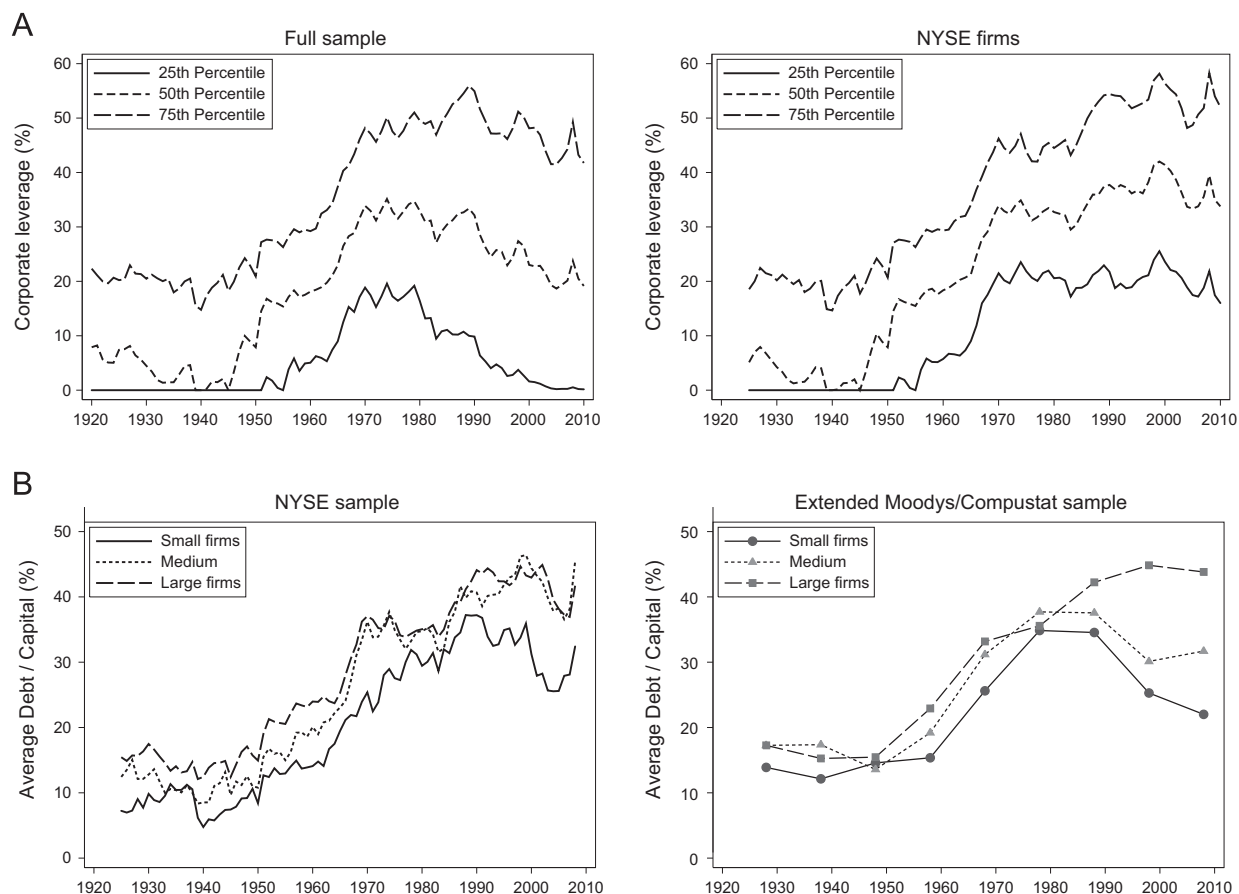 A
Full sample
NYSE firms
Corporate leverage (%)
60
50
40
30
20
10
0
25th Percentile
50th Percentile
75th Percentile
1920 1930 1940 1950 1960 1970 1980 1990 2000 2010
Corporate leverage (%)
60
50
40
30
20
10
0
25th Percentile
50th Percentile
75th Percentile
1920 1930 1940 1950 1960 1970 1980 1990 2000 2010
B
NYSE sample
Extended Moodys/Compustat sample
Average Debt / Capital (%)
50
40
30
20
10
0
Small firms
Medium
Large firms
1920 1930 1940 1950 1960 1970 1980 1990 2000 2010
Average Debt / Capital (%)
50
40
30
20
10
0
Small firms
Medium
Large firms
1920 1930 1940 1950 1960 1970 1980 1990 2000 2010